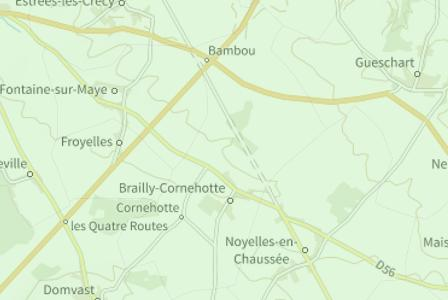 Estrées-lès-Crécy
Bambou
Gueschart
Fontaine-sur-Maye
Froyelles
eville
Ne
Brailly-Cornehotte
Cornehotte
les Quatre Routes
Noyelles-en-
Chaussée
Mais
D56
Domvast